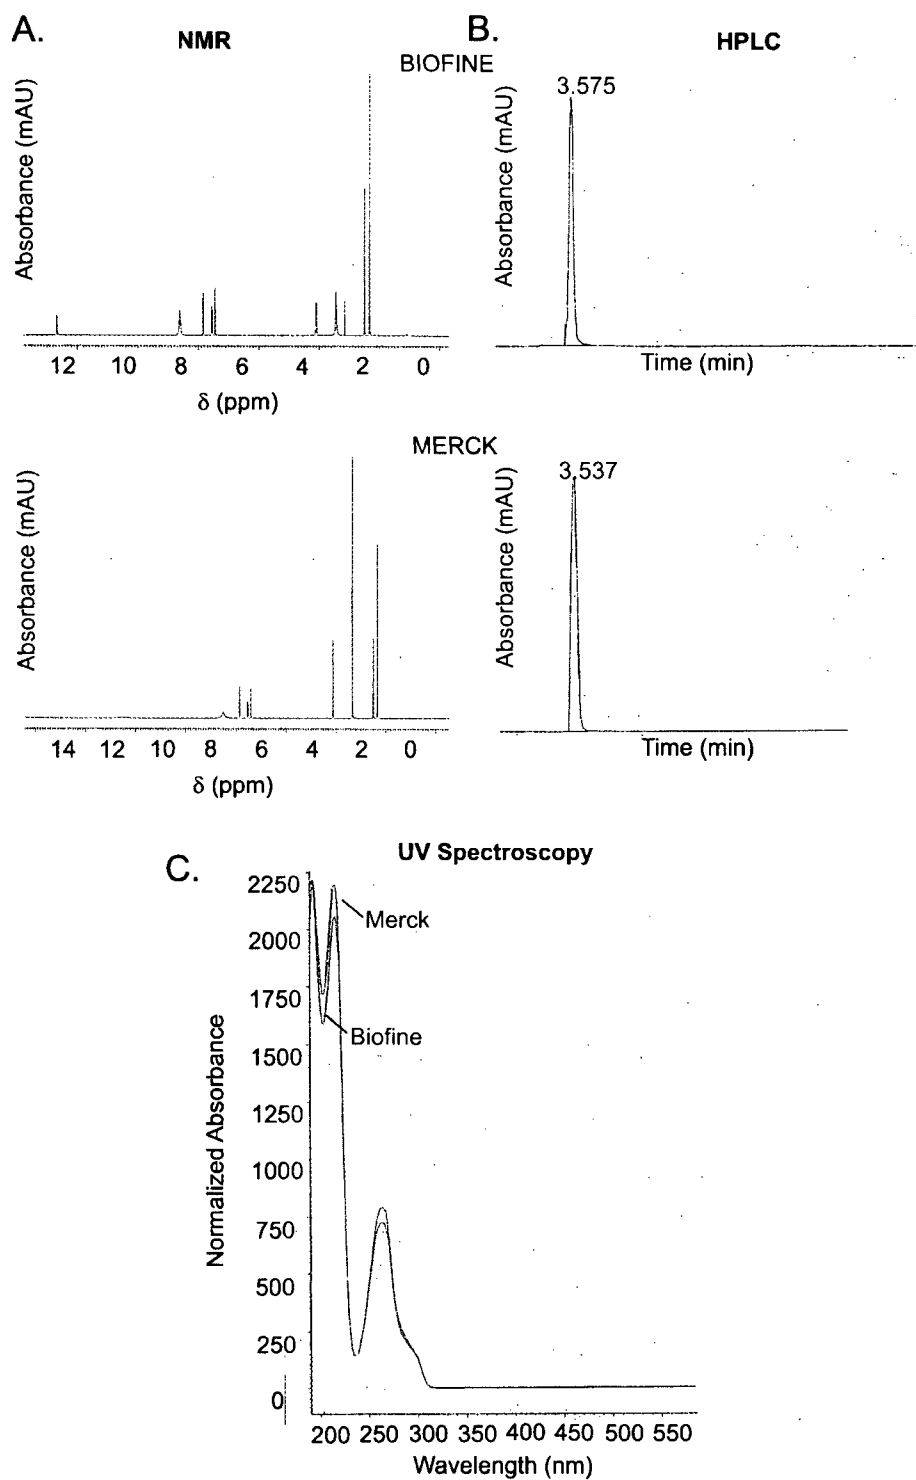 A.
NMR
BIOFINE
Absorbance (mAU)
12 10 8 6 4 2 0
δ (ppm)
B.
HPLC
3.575
Absorbance (mAU)
Time (min)
MERCK
Absorbance (mAU)
14 12 10 8 6 4 2 0
δ (ppm)
3.537
Absorbance (mAU)
Time (min)
C.
UV Spectroscopy
2250
2000
1750
1500
1250
1000
750
500
250
0
Normalized Absorbance
Merck
Biofine
200 250 300 350 400 450 500 550
Wavelength (nm)